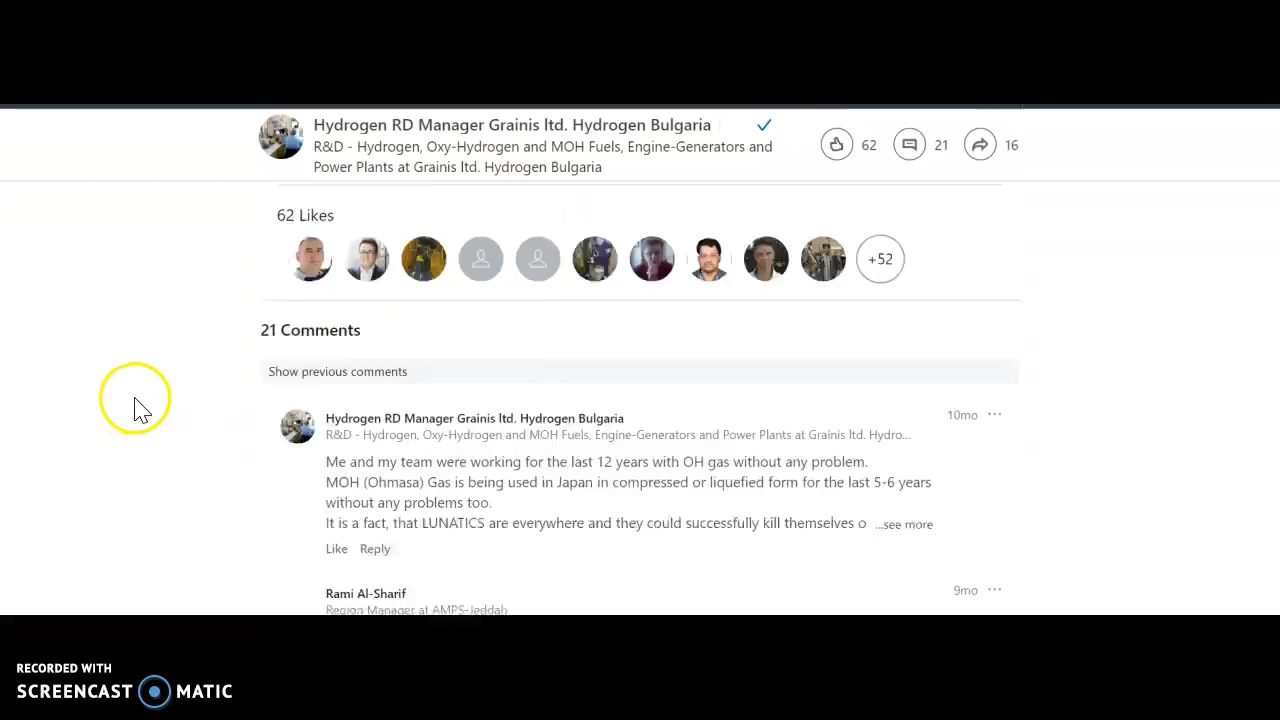 Hydrogen RD Manager Grainis ltd. Hydrogen Bulgaria
R&D - Hydrogen, Oxy-Hydrogen and MOH Fuels, Engine-Generators and
Power Plants at Grainis ltd. Hydrogen Bulgaria
62
21
16
62 Likes
+52
21 Comments
Show previous comments
Hydrogen RD Manager Grainis ltd. Hydrogen Bulgaria
10mo ...
R&D - Hydrogen, Oxy-Hydrogen and MOH Fuels, Engine-Generators and Power Plants at Grainis ltd. Hydro...
Me and my team were working for the last 12 years with OH gas without any problem.
MOH (Ohmasa) Gas is being used in Japan in compressed or liquefied form for the last 5-6 years
without any problems too.
It is a fact, that LUNATICS are everywhere and they could successfully kill themselves o ...see more
Like Reply
Rami Al-Sharif
9mo ...
Region Manager at AMPS-Jeddah
RECORDED WITH
SCREENCAST MATIC